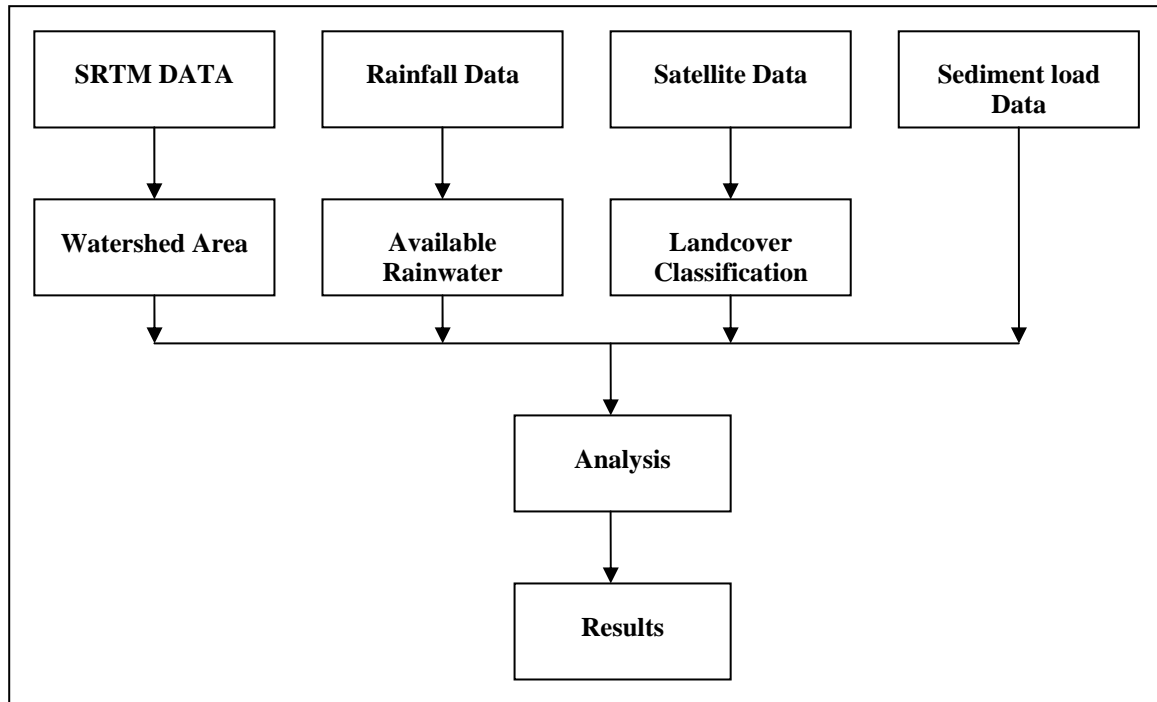 SRTM DATA
Rainfall Data
Satellite Data
Sediment load
Data
Watershed Area
Available
Rainwater
Landcover
Classification
Analysis
Results